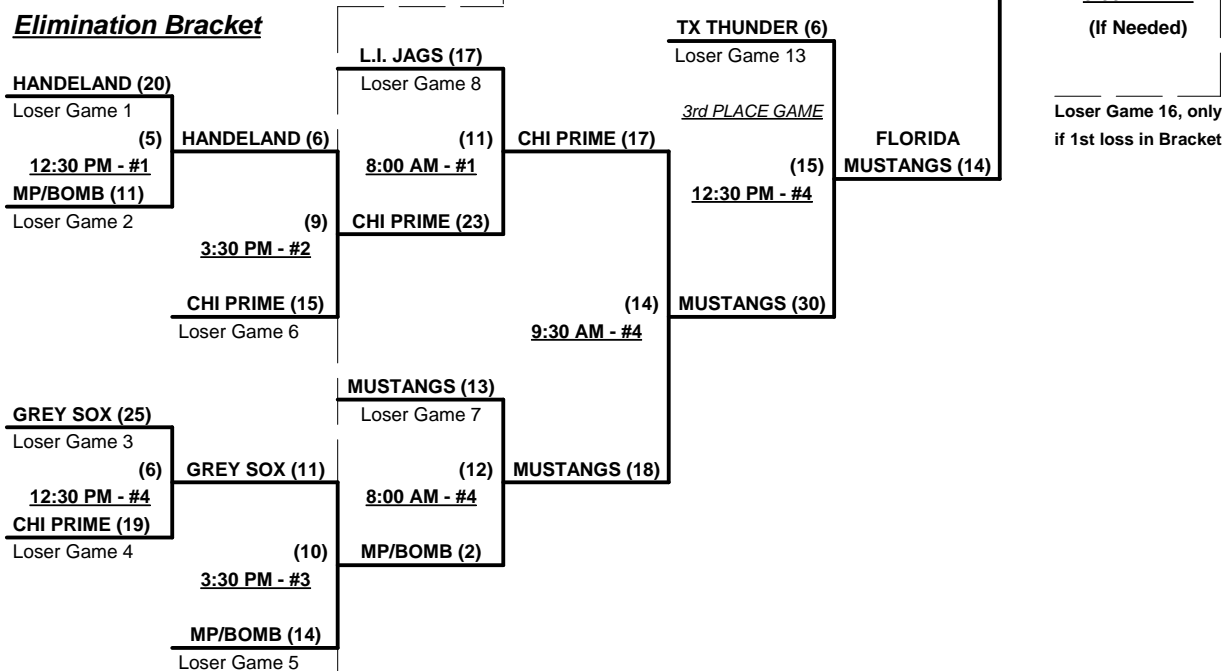 Elimination Bracket
TX THUNDER (6)
(If Needed)
L.I. JAGS (17)
Loser Game 13
HANDELAND (20)
Loser Game 8
Loser Game 1
3rd PLACE GAME
Loser Game 16, only
(5)
HANDELAND (6)
(11)
CHI PRIME (17)
FLORIDA
if 1st loss in Bracket
12:30 PM - #1
8:00 AM - #1
(15)
MUSTANGS (14)
MP/BOMB (11)
12:30 PM - #4
Loser Game 2
(9)
CHI PRIME (23)
3:30 PM - #2
CHI PRIME (15)
(14)
MUSTANGS (30)
Loser Game 6
9:30 AM - #4
MUSTANGS (13)
GREY SOX (25)
Loser Game 7
Loser Game 3
(6)
GREY SOX (11)
(12)
MUSTANGS (18)
12:30 PM - #4
8:00 AM - #4
CHI PRIME (19)
Loser Game 4
(10)
MP/BOMB (2)
3:30 PM - #3
MP/BOMB (14)
Loser Game 5